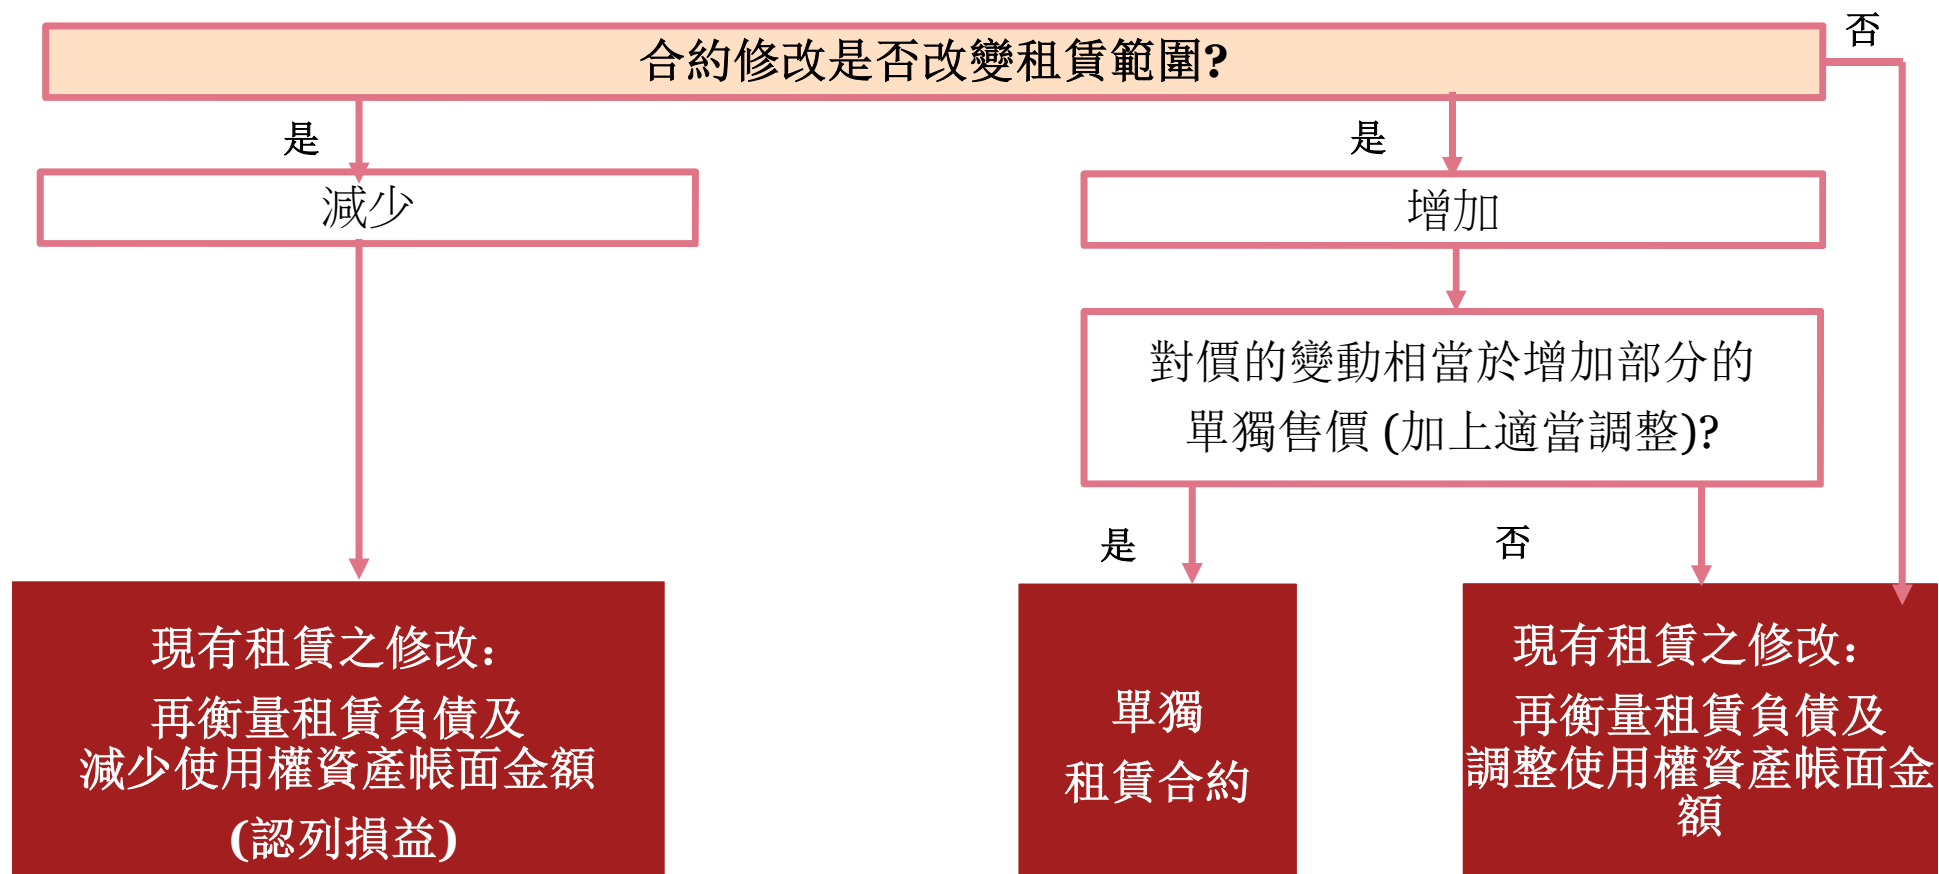 合約修改是否改變租賃範圍?
否
是
是
減少
增加
對價的變動相當於增加部分的
單獨售價 (加上適當調整)?
是
否
現有租賃之修改:
再衡量租賃負債及
減少使用權資產帳面金額
(認列損益)
單獨
租賃合約
現有租賃之修改:
再衡量租賃負債及
調整使用權資產帳面金
額